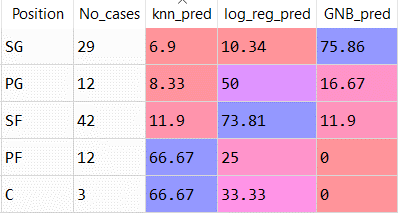 Position No_cases knn_pred log_reg_pred GNB_pred
SG 29 6.9 10.34 75.86
PG 12 8.33 50 16.67
SF 42 11.9 73.81 11.9
PF 12 66.67 25 0
C 3 66.67 33.33 0